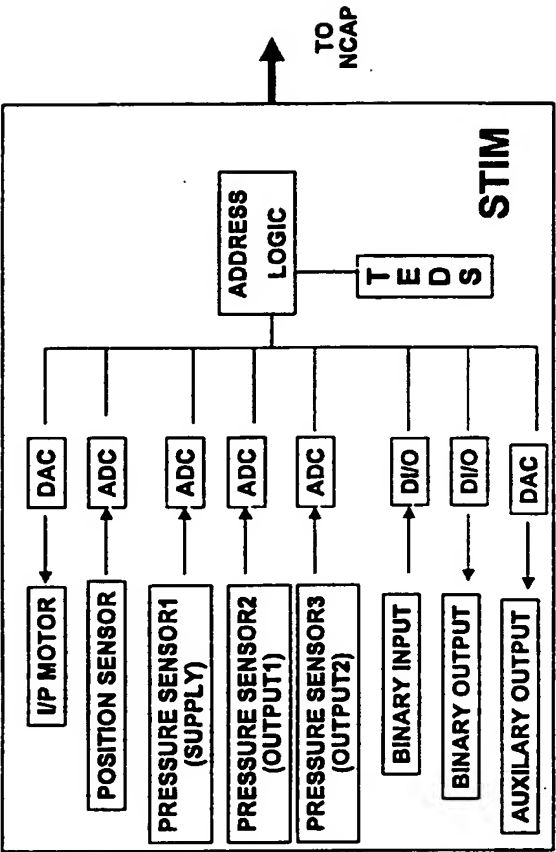 I/P MOTOR
DAC
POSITION SENSOR
ADC
PRESSURE SENSOR1
(SUPPLY)
ADC
PRESSURE SENSOR2
(OUTPUT1)
ADC
PRESSURE SENSOR3
(OUTPUT2)
ADC
BINARY INPUT
DI/O
BINARY OUTPUT
DI/O
AUXILARY OUTPUT
DAC
ADDRESS
LOGIC
T
E
D
S
STIM
TO
NCAP